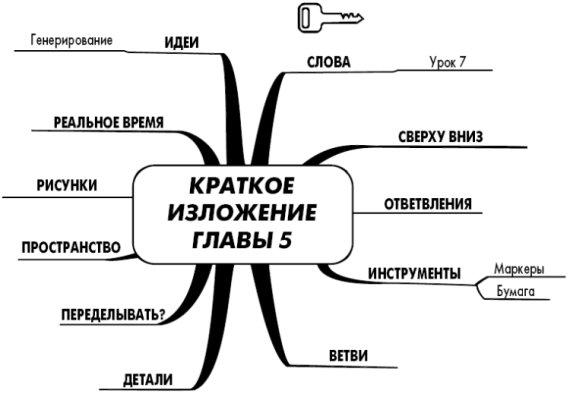 Генерирование
ИДЕИ
СЛОВА
Урок 7
РЕАЛЬНОЕ ВРЕМЯ
СВЕРХУ ВНИЗ
РИСУНКИ
КРАТКОЕ
ИЗЛОЖЕНИЕ
ГЛАВЫ 5
ОТВЕТВЛЕНИЯ
ПРОСТРАНСТВО
ИНСТРУМЕНТЫ
Маркеры
Бумага
ПЕРЕДЕЛЫВАТЬ?
ВЕТВИ
ДЕТАЛИ